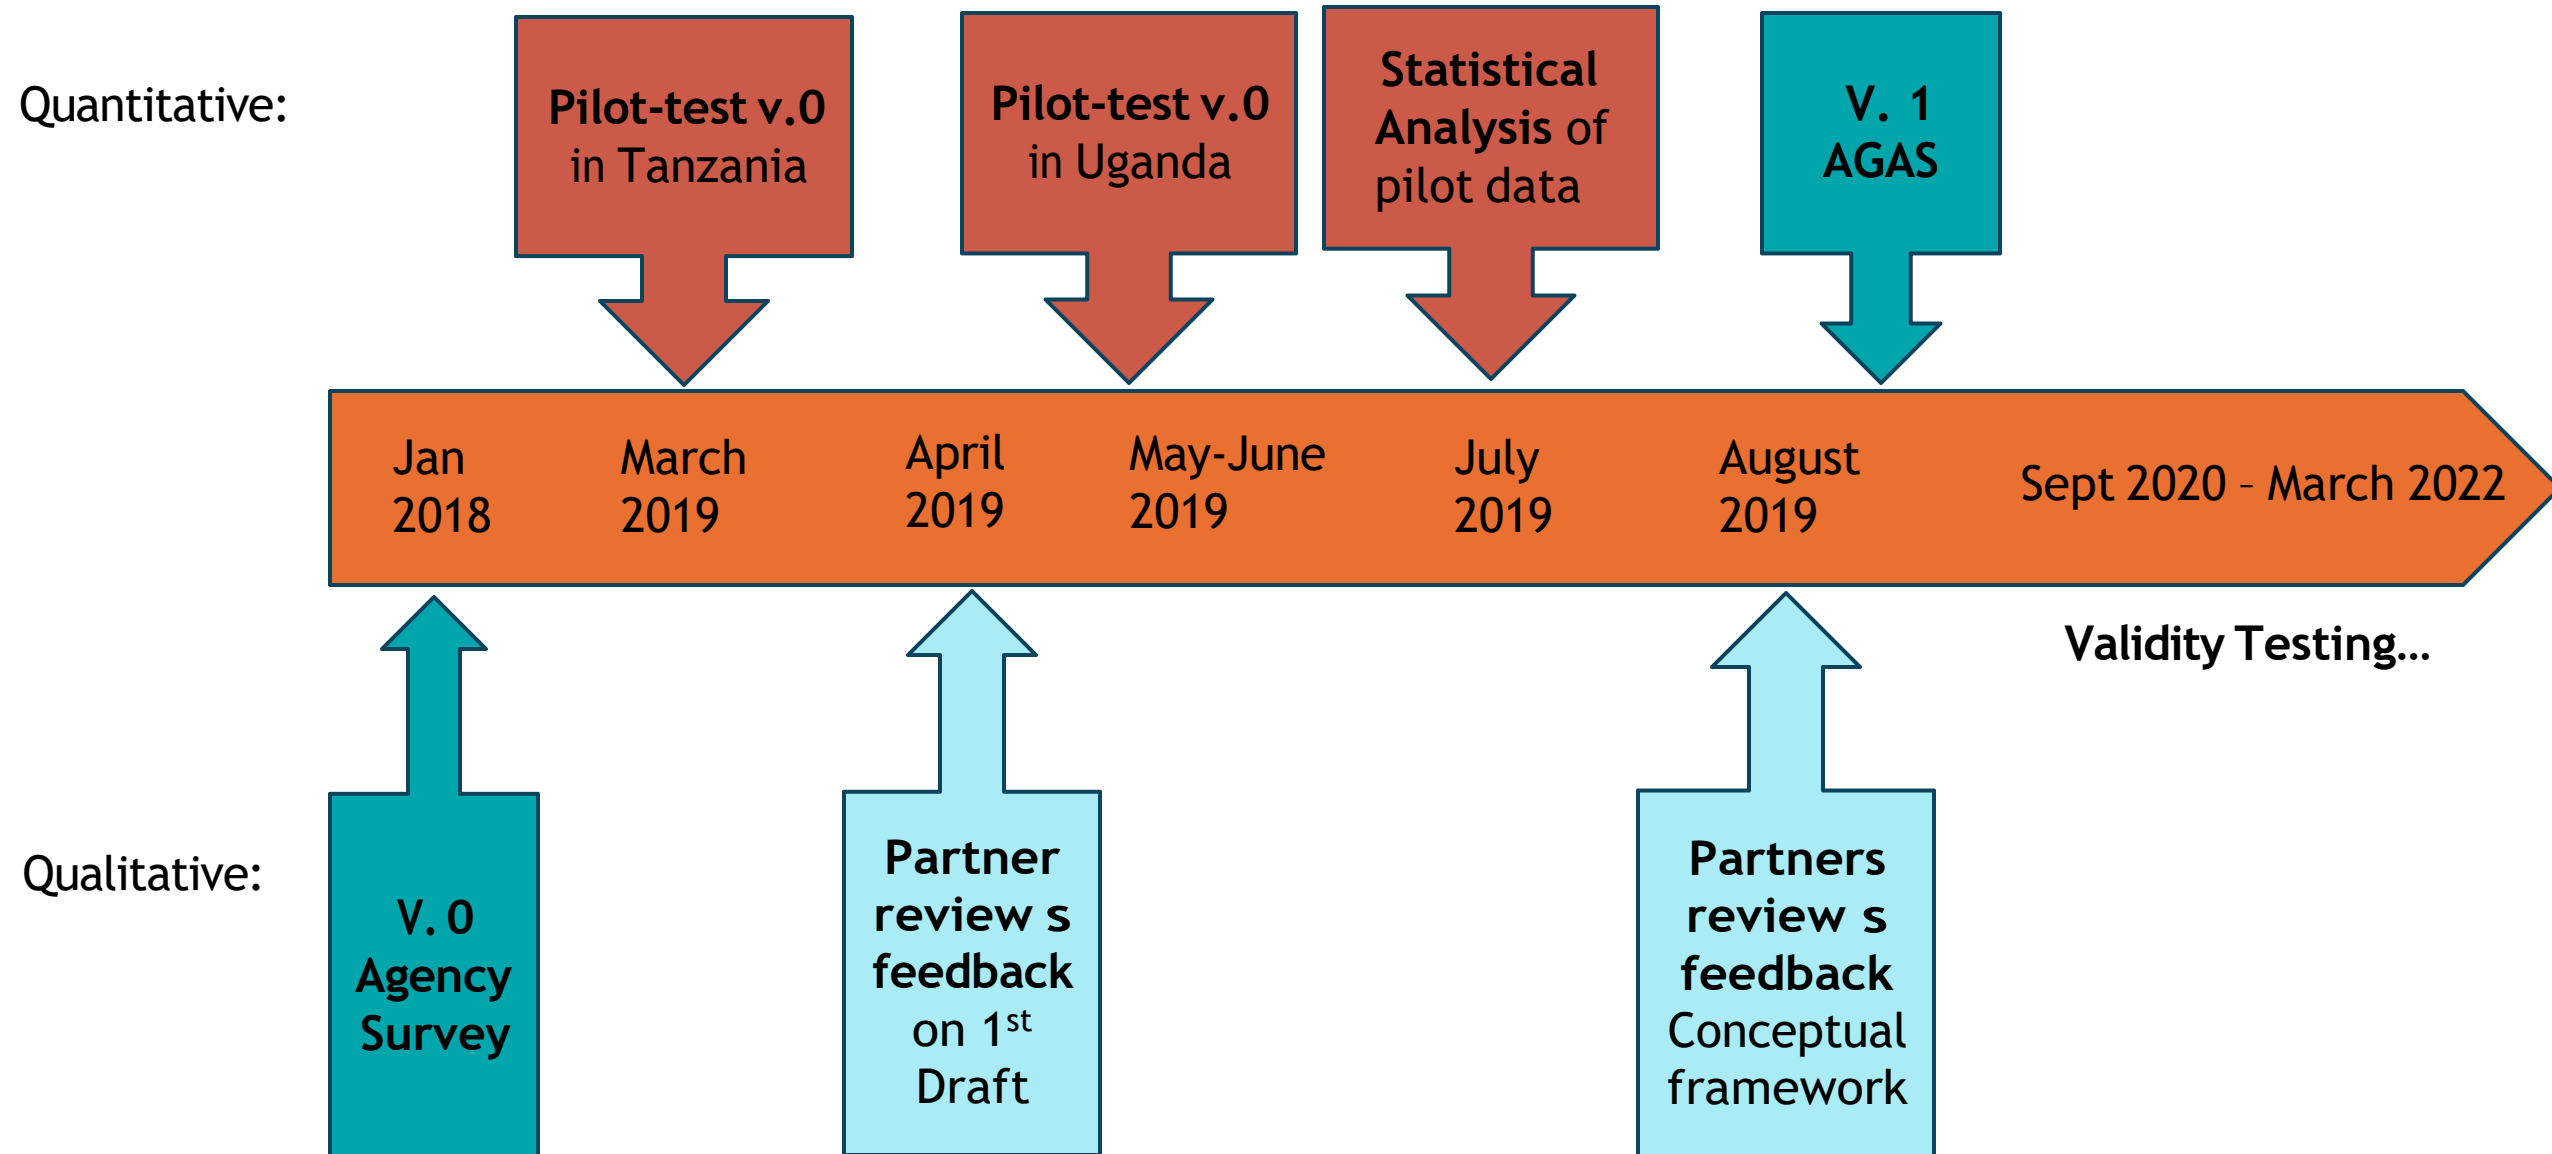 Quantitative:
Pilot-test v.0
in Tanzania
Pilot-test v.0
in Uganda
Statistical
Analysis of
pilot data
V. 1
AGAS
Jan
2018
March
2019
April
2019
May-June
2019
July
2019
August
2019
Sept 2020 – March 2022
Validity Testing…
Qualitative:
V. 0
Agency
Survey
Partner
review s
feedback
on 1st
Draft
Partners
review s
feedback
Conceptual
framework